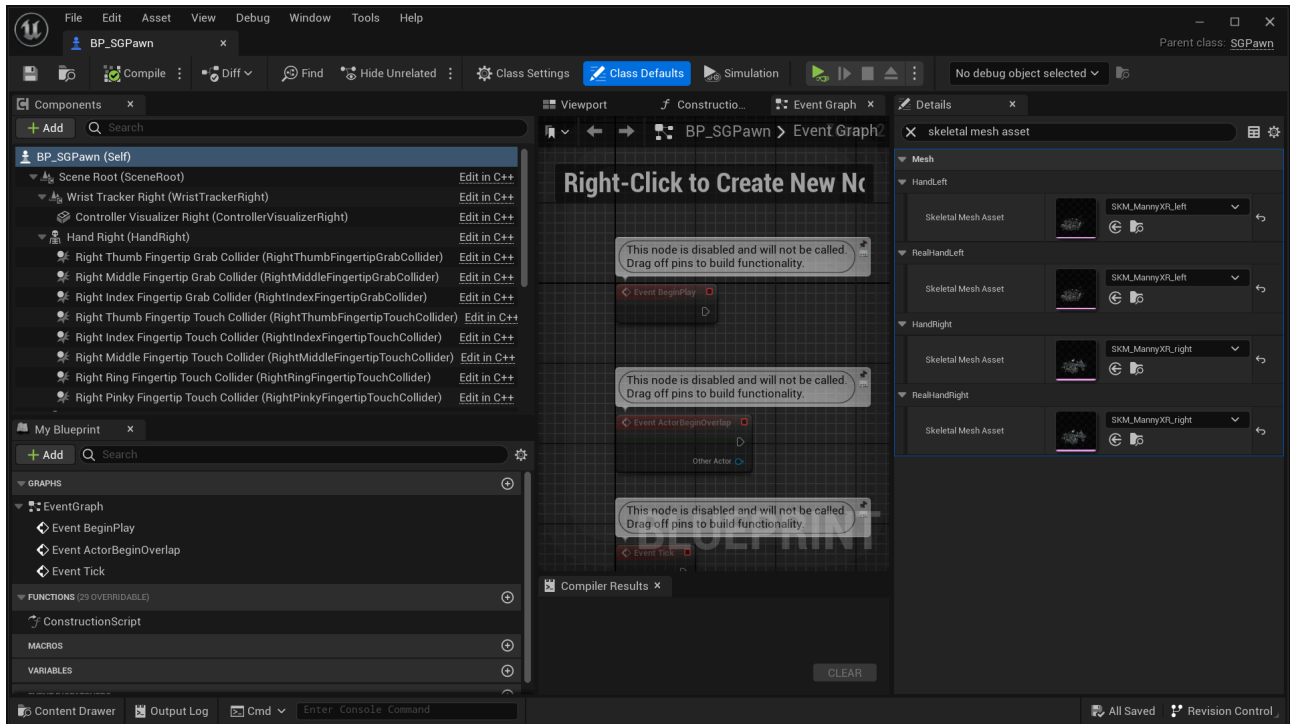 File Edit Asset View Debug Window Tools Help
BP_SGPawn
Parent class: SGPawn
Compile
Diff
Find
Hide Unrelated
Class Settings
Class Defaults
Simulation
No debug object selected
Components
Add
Search
BP_SGPawn (Self)
Scene Root (SceneRoot) Edit in C++
Wrist Tracker Right (WristTrackerRight) Edit in C++
Controller Visualizer Right (ControllerVisualizerRight) Edit in C++
Hand Right (HandRight) Edit in C++
Right Thumb Fingertip Grab Collider (RightThumbFingertipGrabCollider) Edit in C++
Right Middle Fingertip Grab Collider (RightMiddleFingertipGrabCollider) Edit in C++
Right Index Fingertip Grab Collider (RightIndexFingertipGrabCollider) Edit in C++
Right Thumb Fingertip Touch Collider (RightThumbFingertipTouchCollider) Edit in C++
Right Index Fingertip Touch Collider (RightIndexFingertipTouchCollider) Edit in C++
Right Middle Fingertip Touch Collider (RightMiddleFingertipTouchCollider) Edit in C++
Right Ring Fingertip Touch Collider (RightRingFingertipTouchCollider) Edit in C++
Right Pinky Fingertip Touch Collider (RightPinkyFingertipTouchCollider) Edit in C++
My Blueprint
Add
Search
GRAPHS
EventGraph
Event BeginPlay
Event ActorBeginOverlap
Event Tick
FUNCTIONS (29 OVERRIDABLE)
ConstructionScript
MACROS
VARIABLES
Viewport
Constructio...
Event Graph
BP_SGPawn > Event Graph
Right-Click to Create New No
This node is disabled and will not be called.
Drag off pins to build functionality.
Event BeginPlay
This node is disabled and will not be called.
Drag off pins to build functionality.
Event ActorBeginOverlap
Other Actor
This node is disabled and will not be called.
Drag off pins to build functionality.
Event Tick
BLUEPRINT
Compiler Results
CLEAR
Details
skeletal mesh asset
Mesh
HandLeft
Skeletal Mesh Asset
SKM_MannyXR_left
RealHandLeft
Skeletal Mesh Asset
SKM_MannyXR_left
HandRight
Skeletal Mesh Asset
SKM_MannyXR_right
RealHandRight
Skeletal Mesh Asset
SKM_MannyXR_right
Content Drawer
Output Log
Cmd
Enter Console Command
All Saved
Revision Control